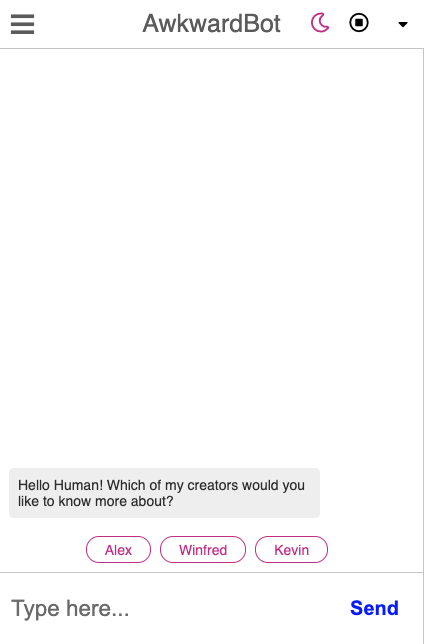 AwkwardBot
Hello Human! Which of my creators would you
like to know more about?
Alex
Winfred
Kevin
Type here...
Send